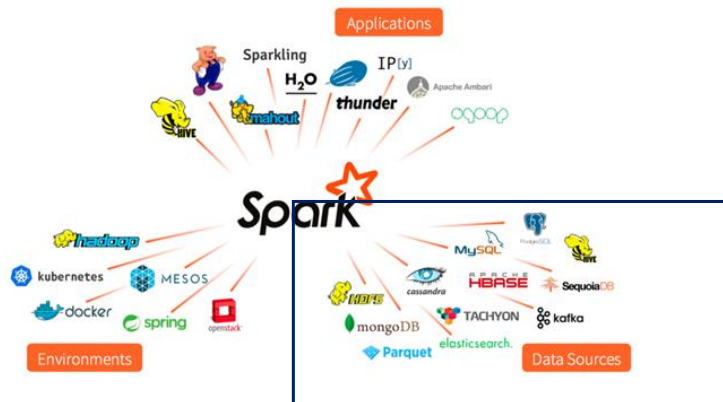 Applications
Sparkling
H₂O
IP[y]
mahout
thunder
Apache Ambari
sqoop
HIVE
Spark
hadoop
kubernetes
MESOS
docker
spring
openstack
Environments
PostgreSQL
MySQL
HIVE
cassandra
APACHE
HBASE
SequoiaDB
HDFS
mongoDB
TACHYON
kafka
Parquet
elasticsearch.
Data Sources